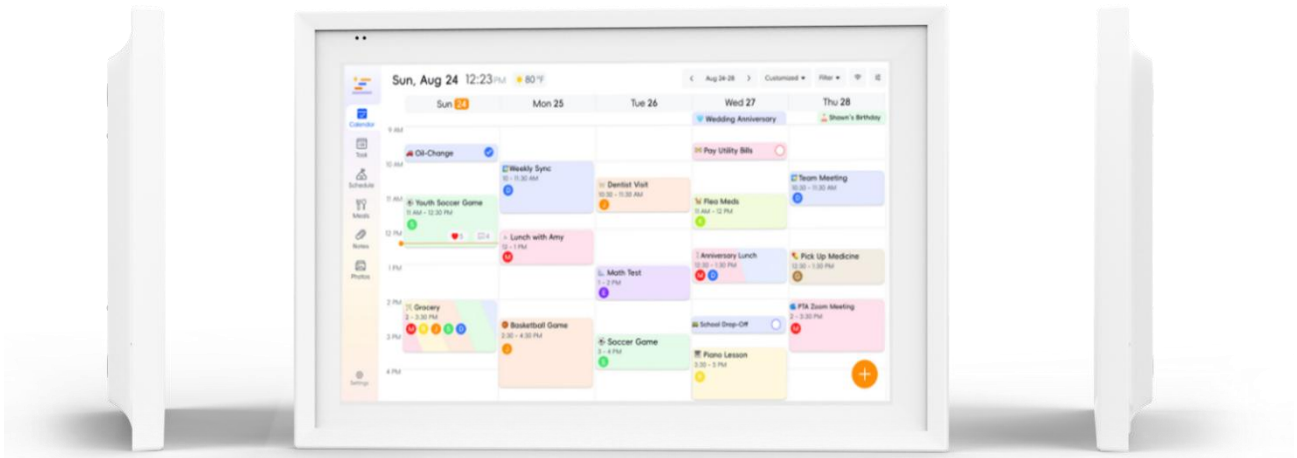 Sun, Aug 24 12:23 PM 80 °F
Aug 24-28 Customized Filter
Sun 24 Mon 25 Tue 26 Wed 27 Thu 28
Wedding Anniversary
Shawn's Birthday
Calendar
Task
Schedule
Meals
Notes
Photos
Settings
9 AM
10 AM
11 AM
12 PM
1 PM
2 PM
3 PM
4 PM
Oil-Change
Youth Soccer Game
11 AM - 12:30 PM
Grocery
2 - 3:30 PM
M
J
E
D
Weekly Sync
10 - 11:30 AM
D
Lunch with Amy
12 - 1 PM
M
Basketball Game
2:30 - 4:30 PM
J
Dentist Visit
10:30 - 11:30 AM
J
Math Test
1 - 2 PM
E
Soccer Game
3 - 4 PM
E
Pay Utility Bills
Flea Meds
11 AM - 12 PM
Anniversary Lunch
12:30 - 1:30 PM
M D
School Drop-Off
Piano Lesson
3:30 - 5 PM
Team Meeting
10:30 - 11:30 AM
D
Pick Up Medicine
12:30 - 1:30 PM
G
PTA Zoom Meeting
2 - 3:30 PM
M